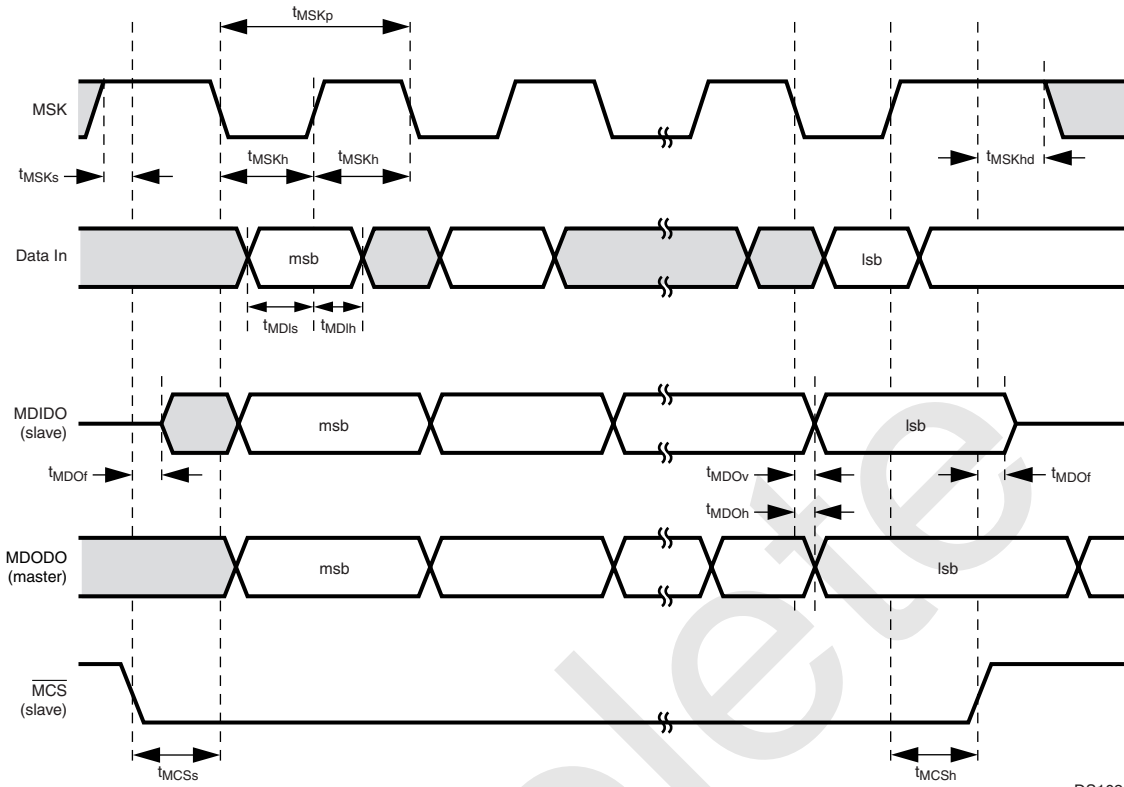 tMSKp
MSK
tMSKs
tMSKh
tMSKh
tMSKhd
Data In
msb
lsb
tMDIs
tMDIh
MDIDO
(slave)
msb
lsb
tMDOf
tMDOv
tMDOf
tMDOh
MDODO
(master)
msb
lsb
MCS
(slave)
tMCSs
tMCSh